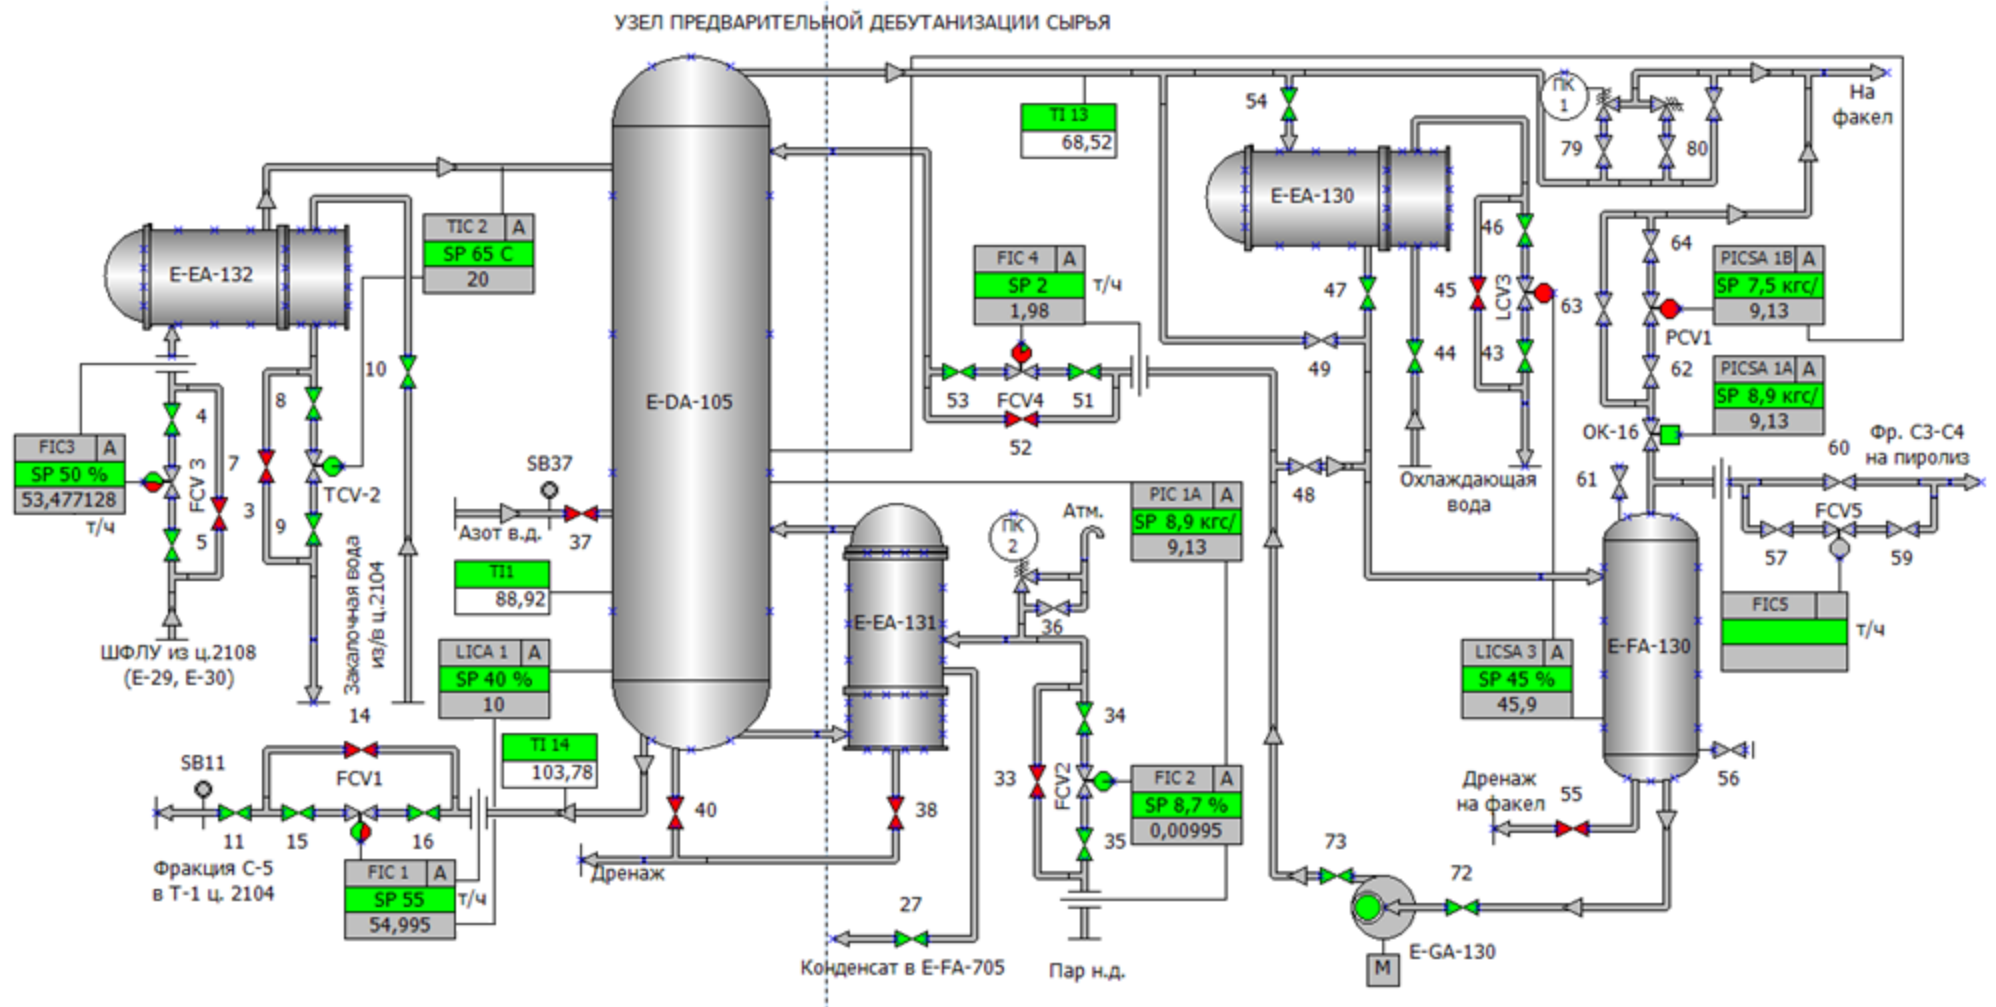 УЗЕЛ ПРЕДВАРИТЕЛЬНОЙ ДЕБУТАНИЗАЦИИ СЫРЬЯ
54
TI 13
68,52
E-EA-130
ПК
1
79
80
На
факел
TIC 2 A
SP 65 C
20
E-EA-132
10
8
7
3
9
TCV-2
4
FCV 3
5
FIC3 A
SP 50 %
53,477128
т/ч
ШФЛУ из ц.2108
(Е-29, Е-30)
Закалочная вода
из/в ц.2104
E-DA-105
FIC 4 A
SP 2
1,98
т/ч
53
FCV4
51
52
47
49
48
46
45
LCV3
63
44
43
Охлаждающая
вода
64
PICSA 1B A
SP 7,5 кгс/
9,13
PCV1
62
PICSA 1A A
SP 8,9 кгс/
9,13
ОК-16
60
Фр. С3-С4
на пиролиз
61
FCV5
57
59
FIC5
т/ч
SB37
Азот в.д.
37
TI1
88,92
LICA 1 A
SP 40 %
10
TI 14
103,78
ПК
2
Атм.
36
E-EA-131
PIC 1A A
SP 8,9 кгс/
9,13
34
33
FCV2
35
FIC 2 A
SP 8,7 %
0,00995
LICSA 3 A
SP 45 %
45,9
E-FA-130
56
Дренаж
на факел
55
14
SB11
FCV1
11
15
16
Фракция С-5
в Т-1 ц. 2104
FIC 1 A
SP 55
54,995
т/ч
40
38
Дренаж
27
Конденсат в E-FA-705
Пар н.д.
73
72
E-GA-130
M